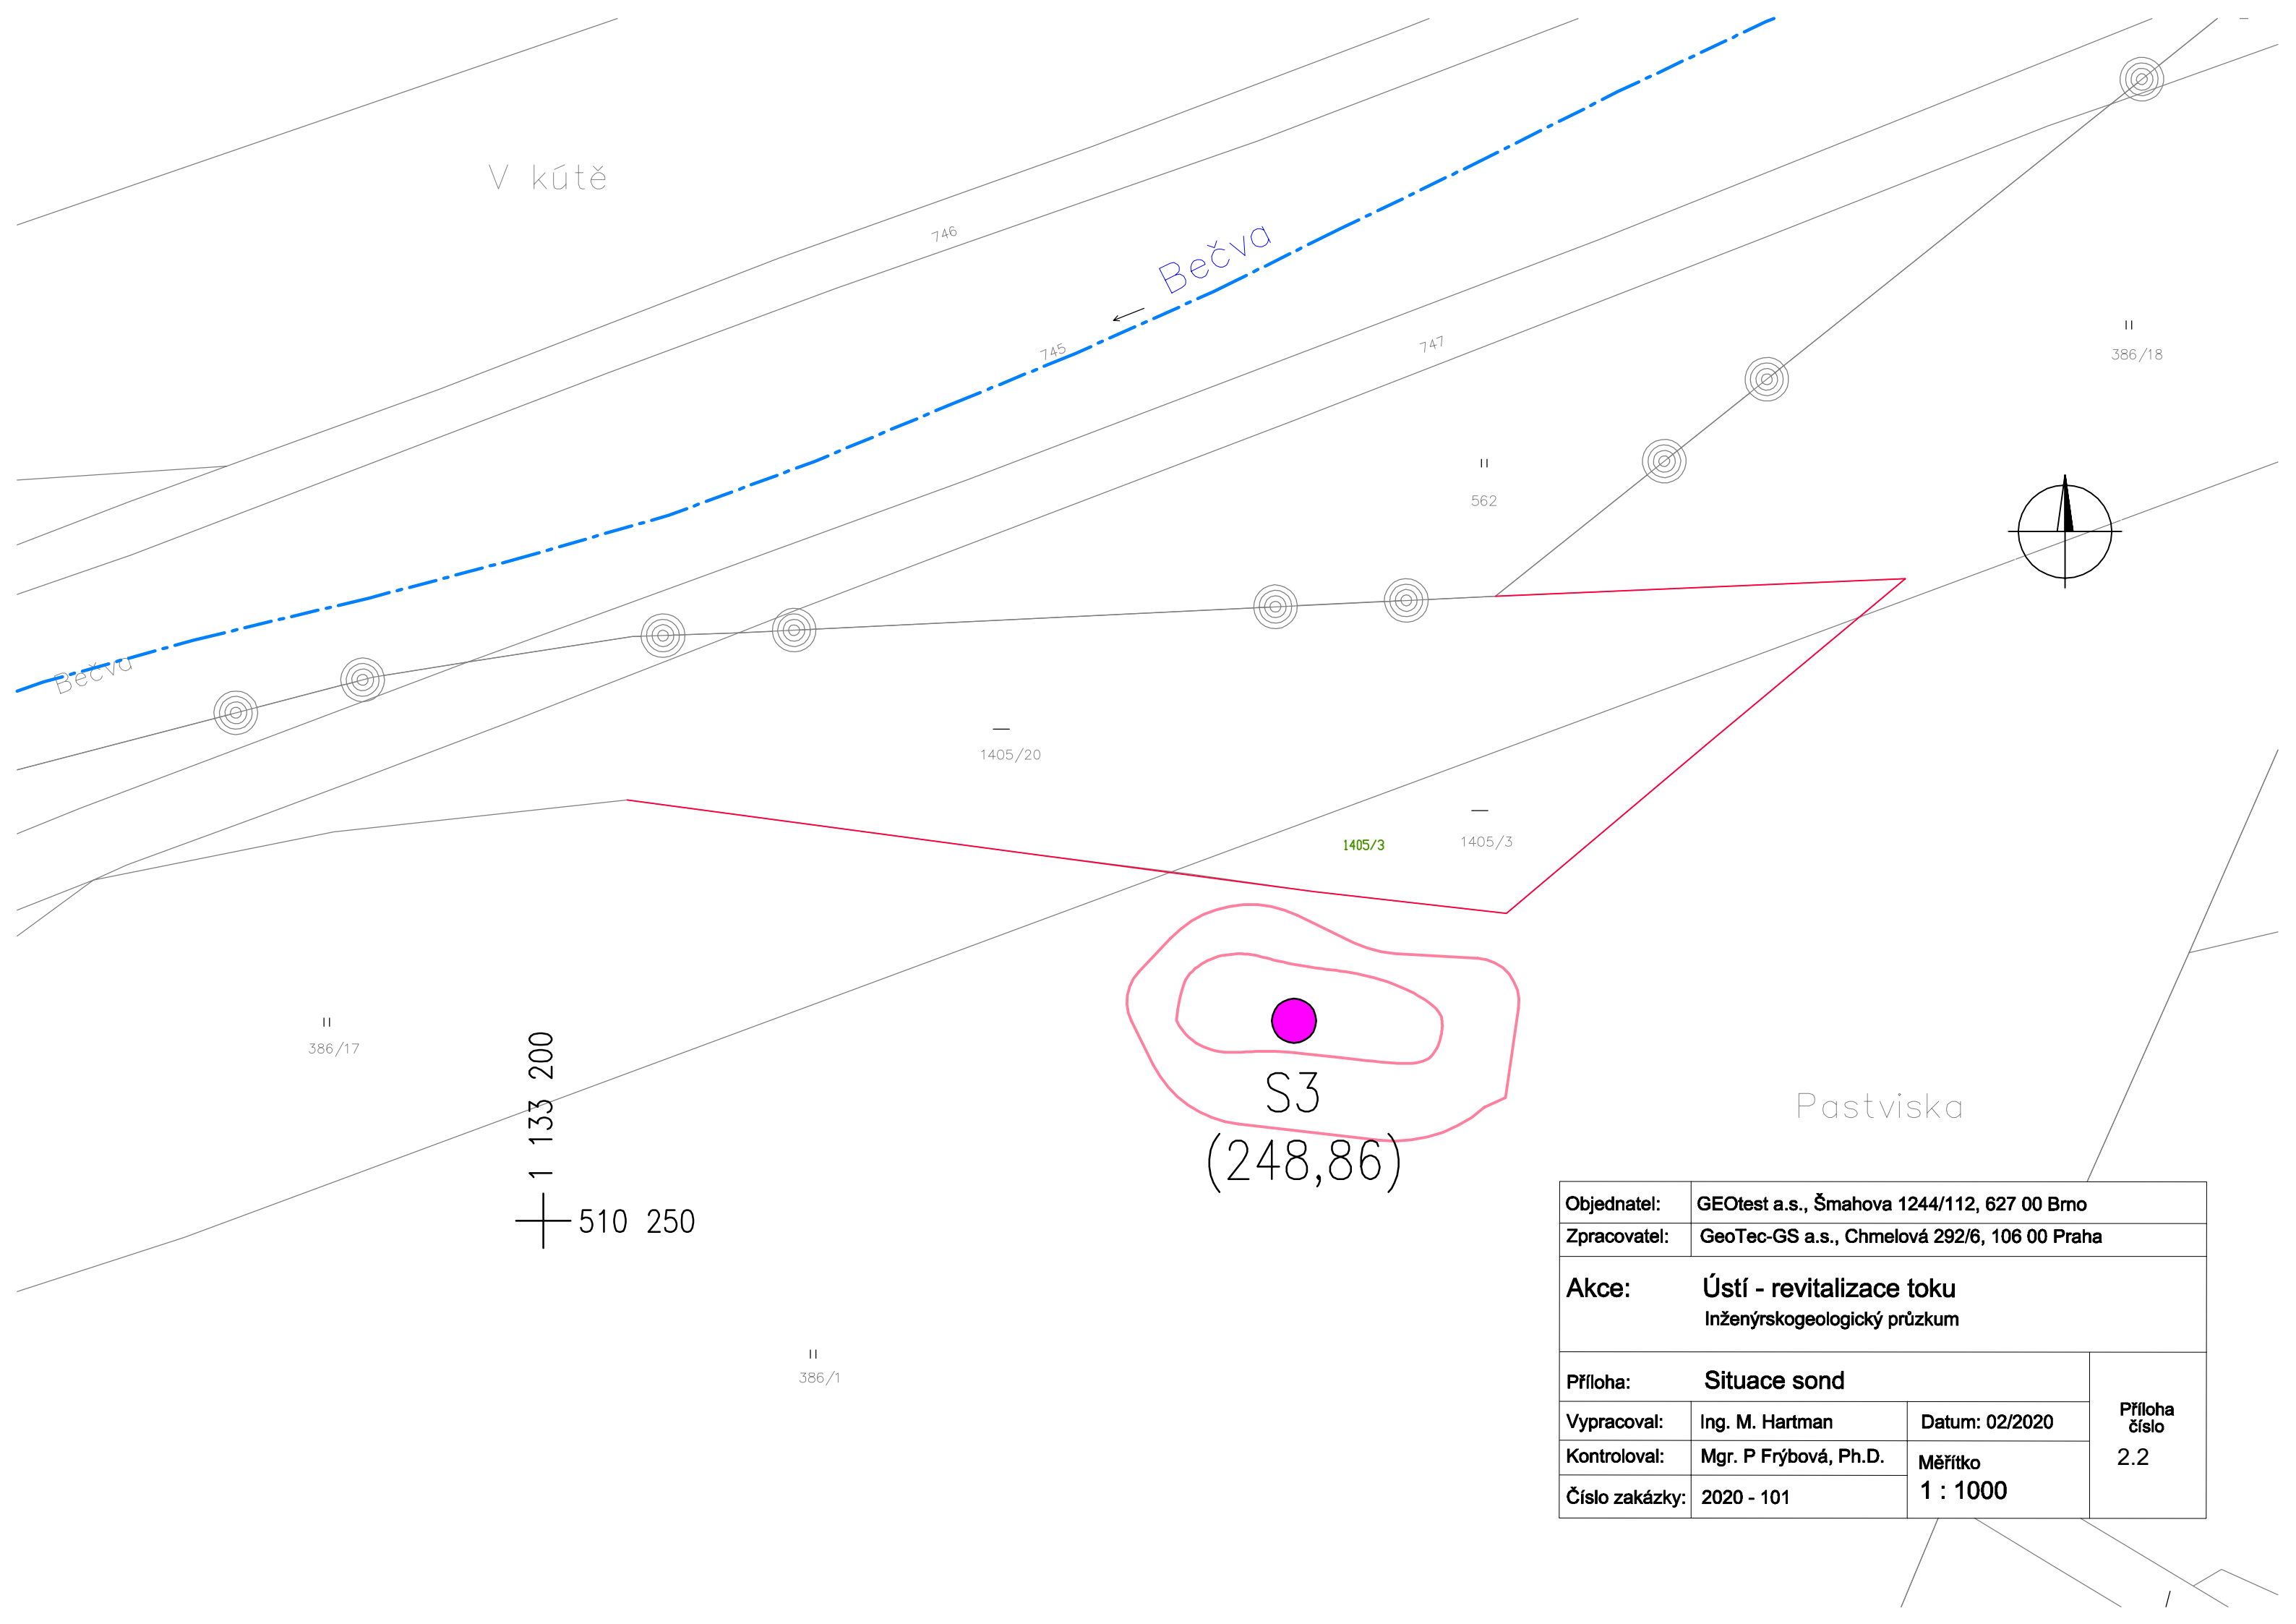 V kútě
746
Bečva
745
747
386/18
562
Bečva
1405/20
1405/3
1405/3
386/17
1 133 200
510 250
S3
(248,86)
Pastviska
386/1
Objednatel: GEOtest a.s., Šmahova 1244/112, 627 00 Brno
Zpracovatel: GeoTec-GS a.s., Chmelová 292/6, 106 00 Praha
Akce: Ústí - revitalizace toku
Inženýrskogeologický průzkum
Příloha: Situace sond
Vypracoval: Ing. M. Hartman Datum: 02/2020
Kontroloval: Mgr. P Frýbová, Ph.D.
Měřítko
1 : 1000
Číslo zakázky: 2020 - 101
Příloha
číslo
2.2